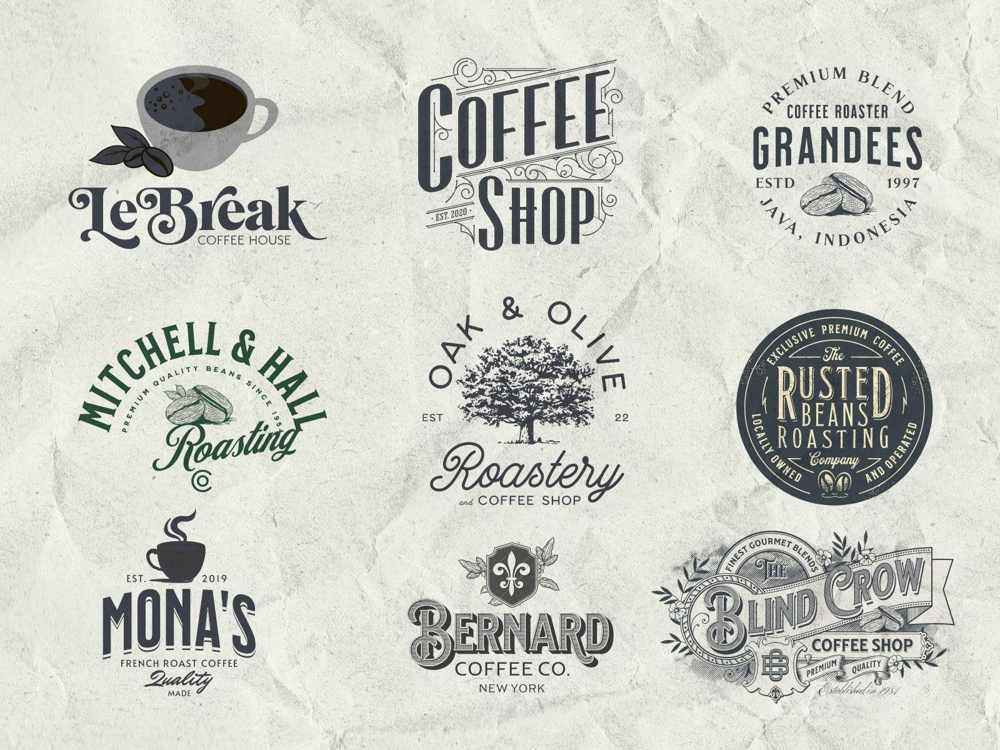 Le Break
COFFEE HOUSE
COFFEE
SHOP
· EST. 2020 ·
PREMIUM BLEND
COFFEE ROASTER
GRANDEES
ESTD 1997
JAVA, INDONESIA
MITCHELL & HALL
PREMIUM QUALITY BEANS SINCE 195
Roasting
CO
OAK & OLIVE
EST 22
Roastery
and COFFEE SHOP
EXCLUSIVE PREMIUM COFFEE
The
RUSTED
BEANS
ROASTING
Company
LOCALLY OWNED AND OPERATED
EST. 2019
MONA'S
FRENCH ROAST COFFEE
Quality
MADE
BERNARD
COFFEE CO.
NEW YORK
FINEST GOURMET BLENDS
THE
BLIND CROW
COFFEE SHOP
PREMIUM QUALITY
Established in 1984